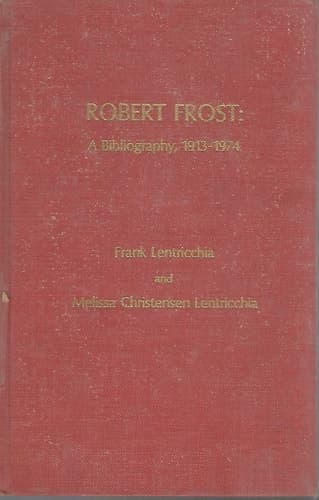 ROBERT FROST:
A Bibliography, 1913-1974
Frank Lentricchia
and
Melissa Christensen Lentricchia